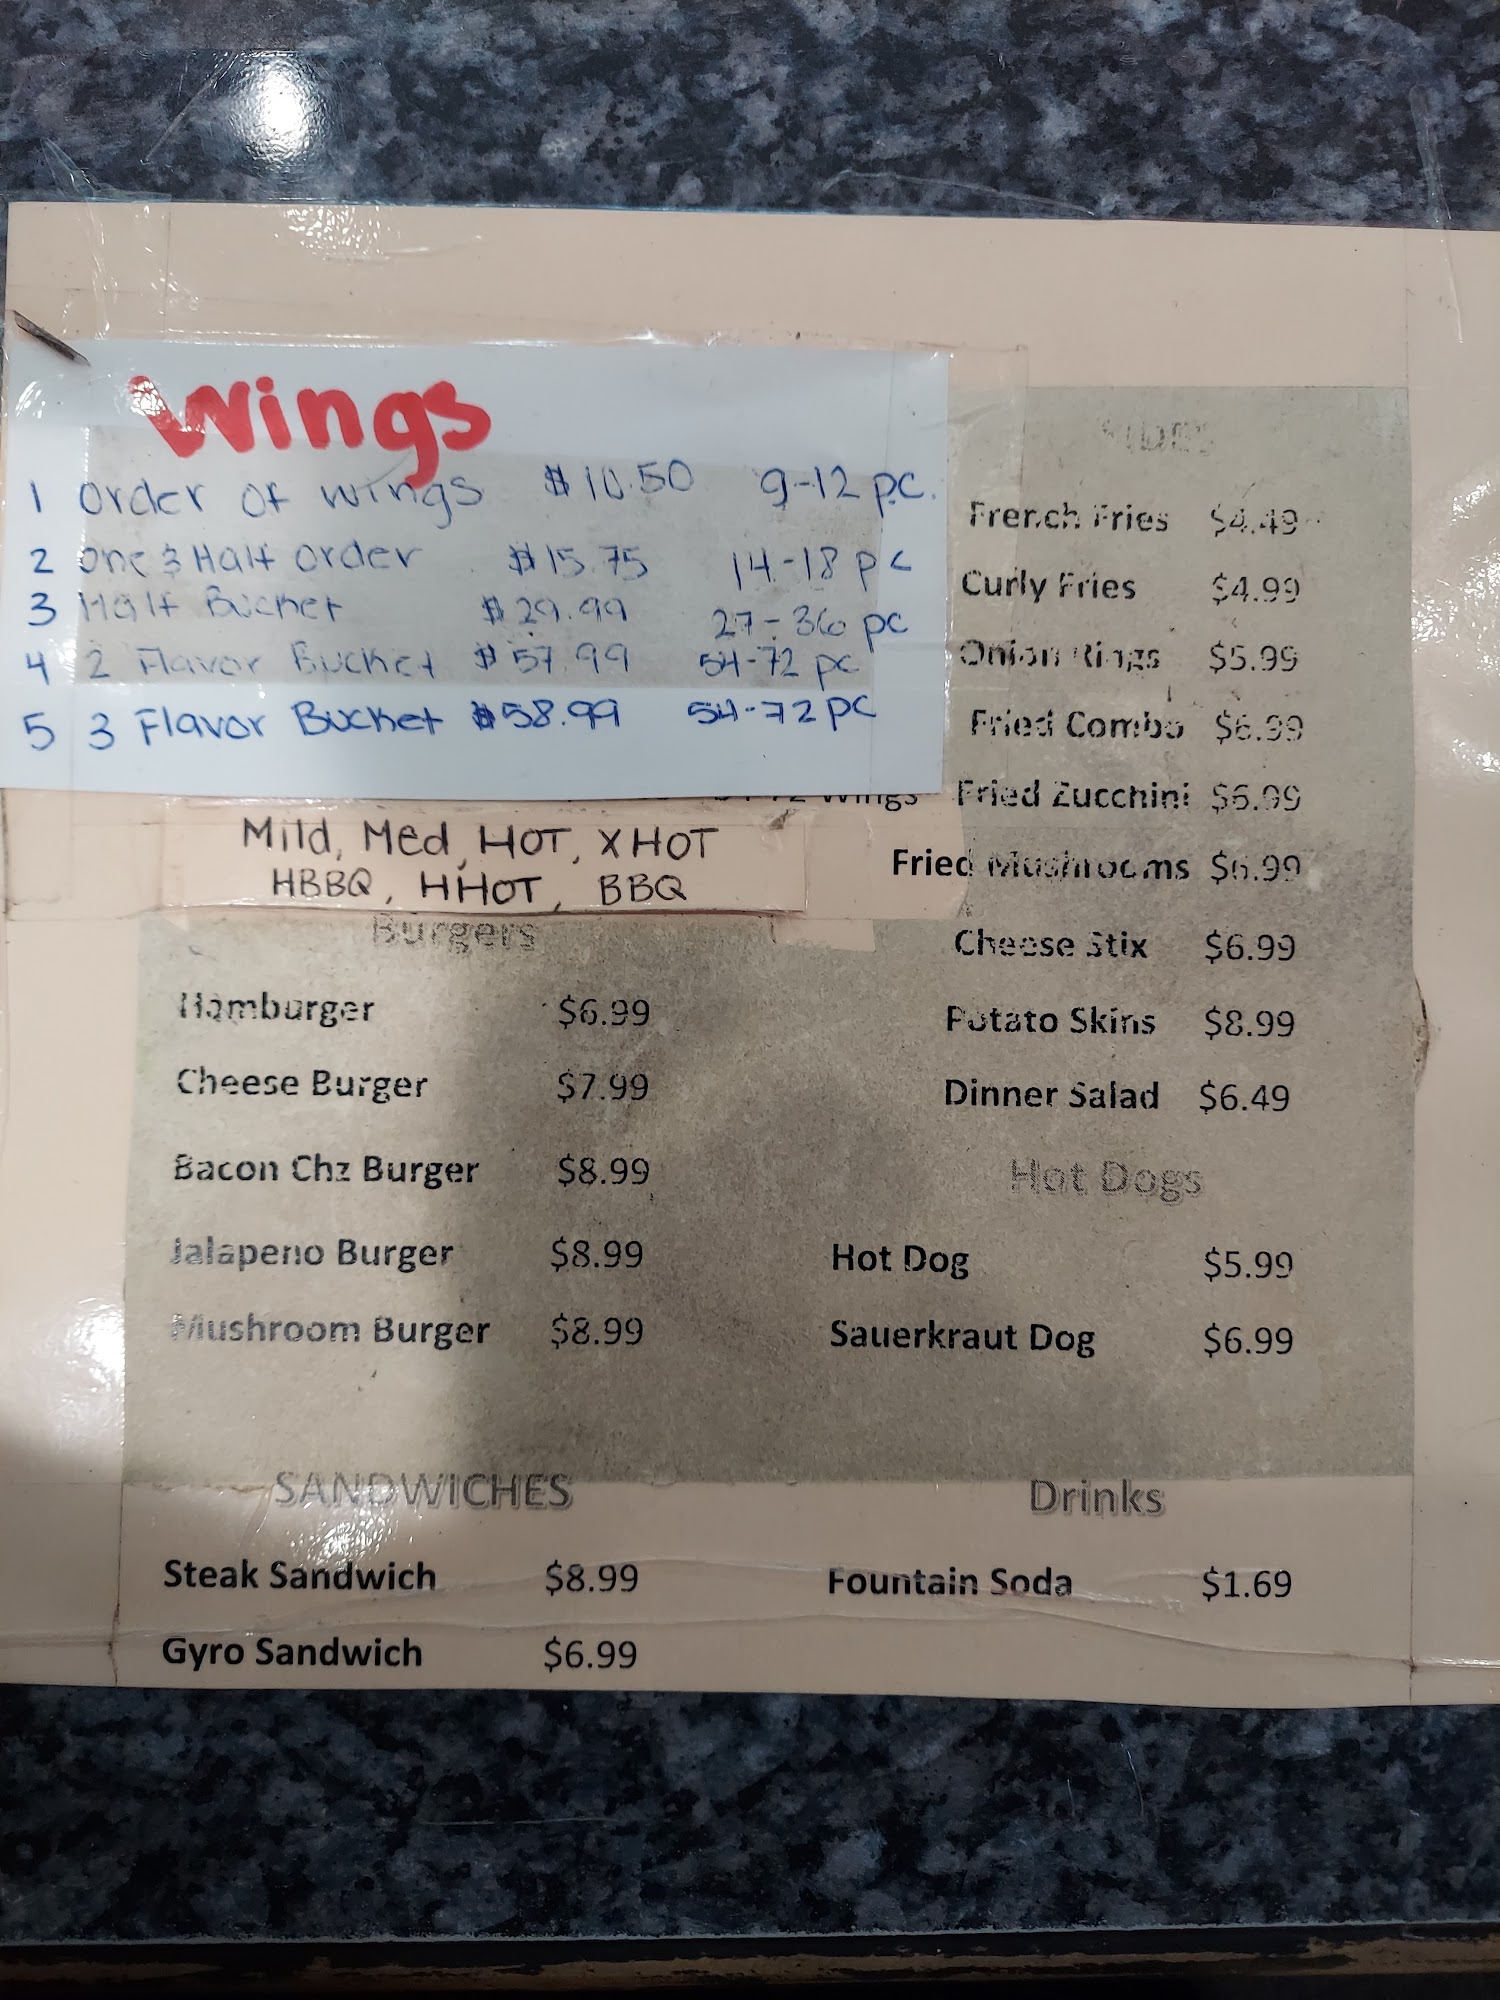 Wings
1 Order of wings $10.50 9-12 pc.
2 One & Half Order $15.75 14-18 pc
3 Half Bucket $29.99 27-36 pc
4 2 Flavor Bucket $57.99 54-72 pc
5 3 Flavor Bucket $58.99 54-72 pc
Wings
Mild, Med, HOT, XHOT
HBBQ, HHOT, BBQ
Burgers
Hamburger $6.99
Cheese Burger $7.99
Bacon Chz Burger $8.99
Jalapeno Burger $8.99
Mushroom Burger $8.99
SANDWICHES
Steak Sandwich $8.99
Gyro Sandwich $6.99
Sides
French Fries $4.49
Curly Fries $4.99
Onion Rings $5.99
Fried Combo $6.99
Fried Zucchini $6.99
Fried Mushrooms $6.99
Cheese Stix $6.99
Potato Skins $8.99
Dinner Salad $6.49
Hot Dogs
Hot Dog $5.99
Sauerkraut Dog $6.99
Drinks
Fountain Soda $1.69